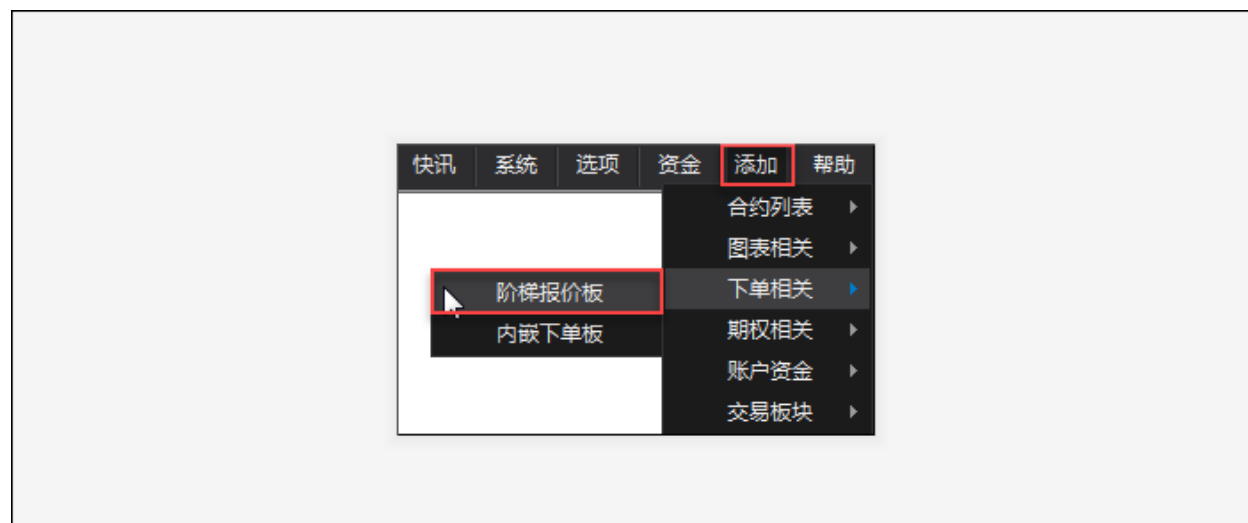 快讯 系统 选项 资金 添加 帮助
合约列表
图表相关
下单相关
阶梯报价板
内嵌下单板
期权相关
账户资金
交易板块